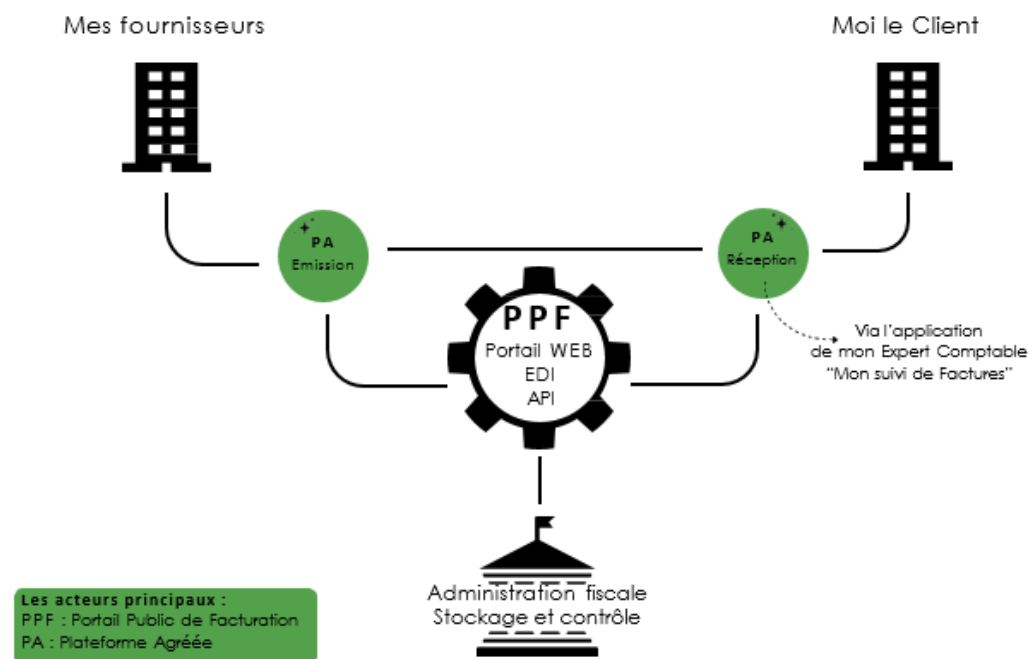 Mes fournisseurs
Moi le Client
PA
Emission
PA
Réception
PPF
Portail WEB
EDI
API
Via l'application
de mon Expert Comptable
"Mon suivi de Factures"
Administration fiscale
Stockage et contrôle
Les acteurs principaux :
PPF : Portail Public de Facturation
PA : Plateforme Agréée